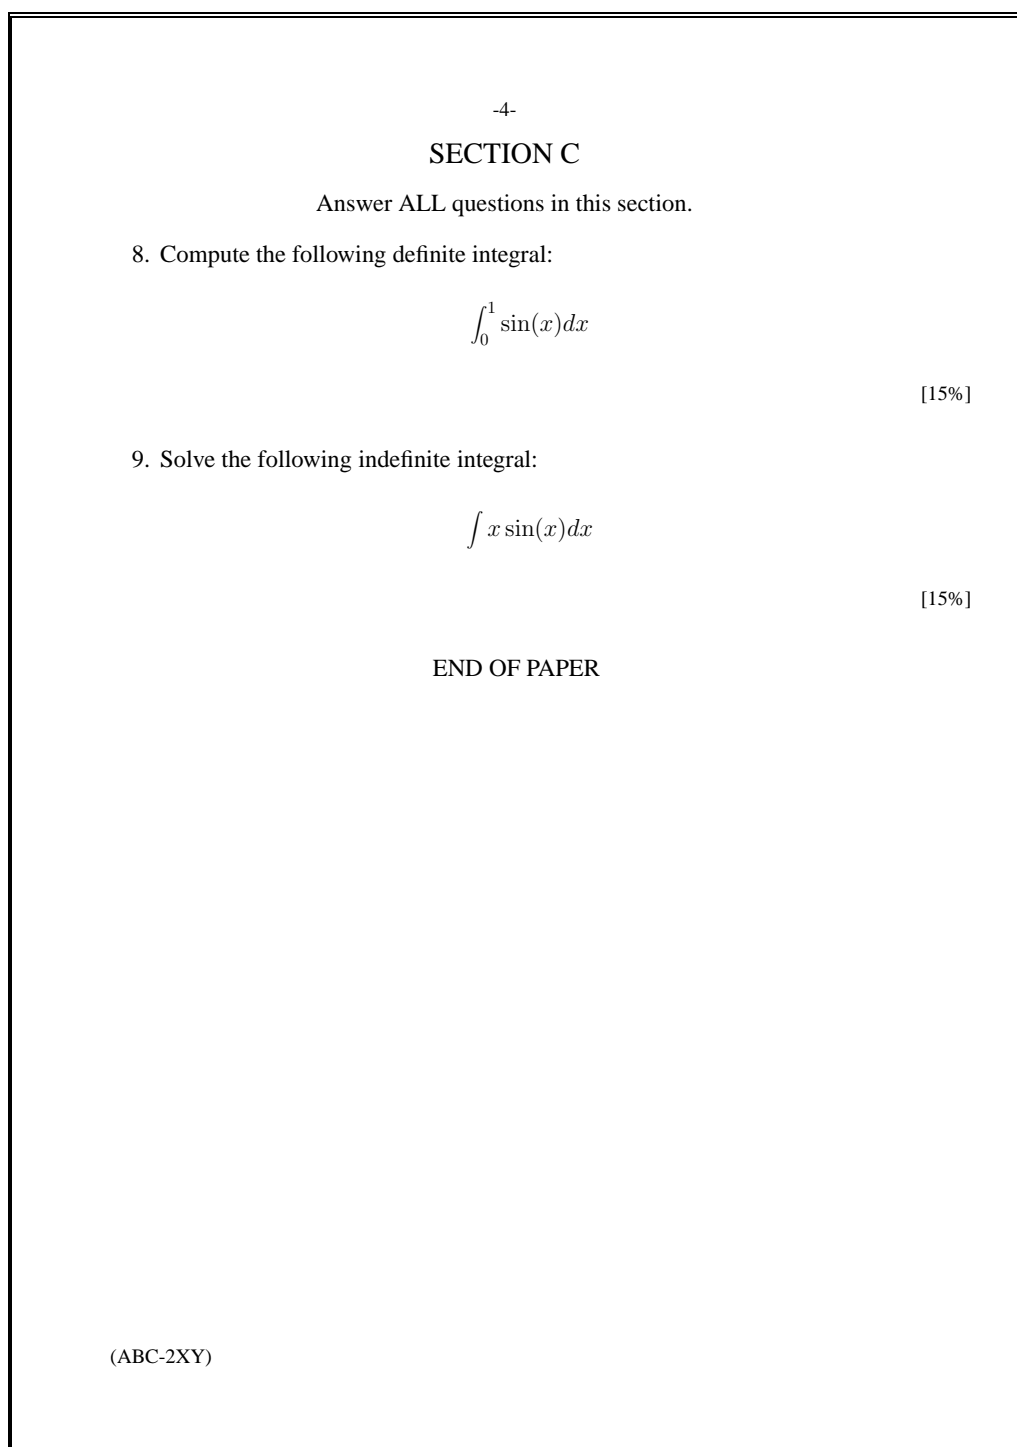 -4-
SECTION C
Answer ALL questions in this section.
8. Compute the following definite integral:
∫₀¹ sin(x)dx
[15%]
9. Solve the following indefinite integral:
∫ x sin(x)dx
[15%]
END OF PAPER
(ABC-2XY)